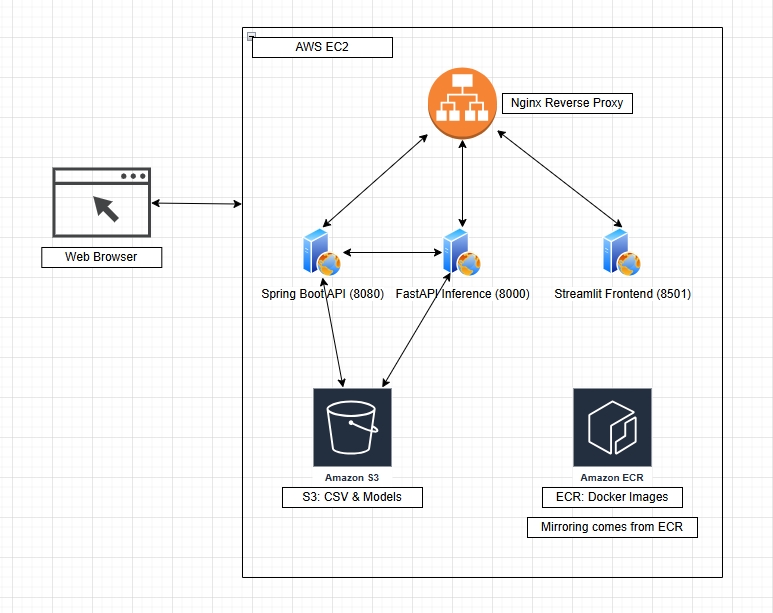 AWS EC2
Nginx Reverse Proxy
Web Browser
Spring Boot API (8080)
FastAPI Inference (8000)
Streamlit Frontend (8501)
Amazon S3
Amazon ECR
S3: CSV & Models
ECR: Docker Images
Mirroring comes from ECR